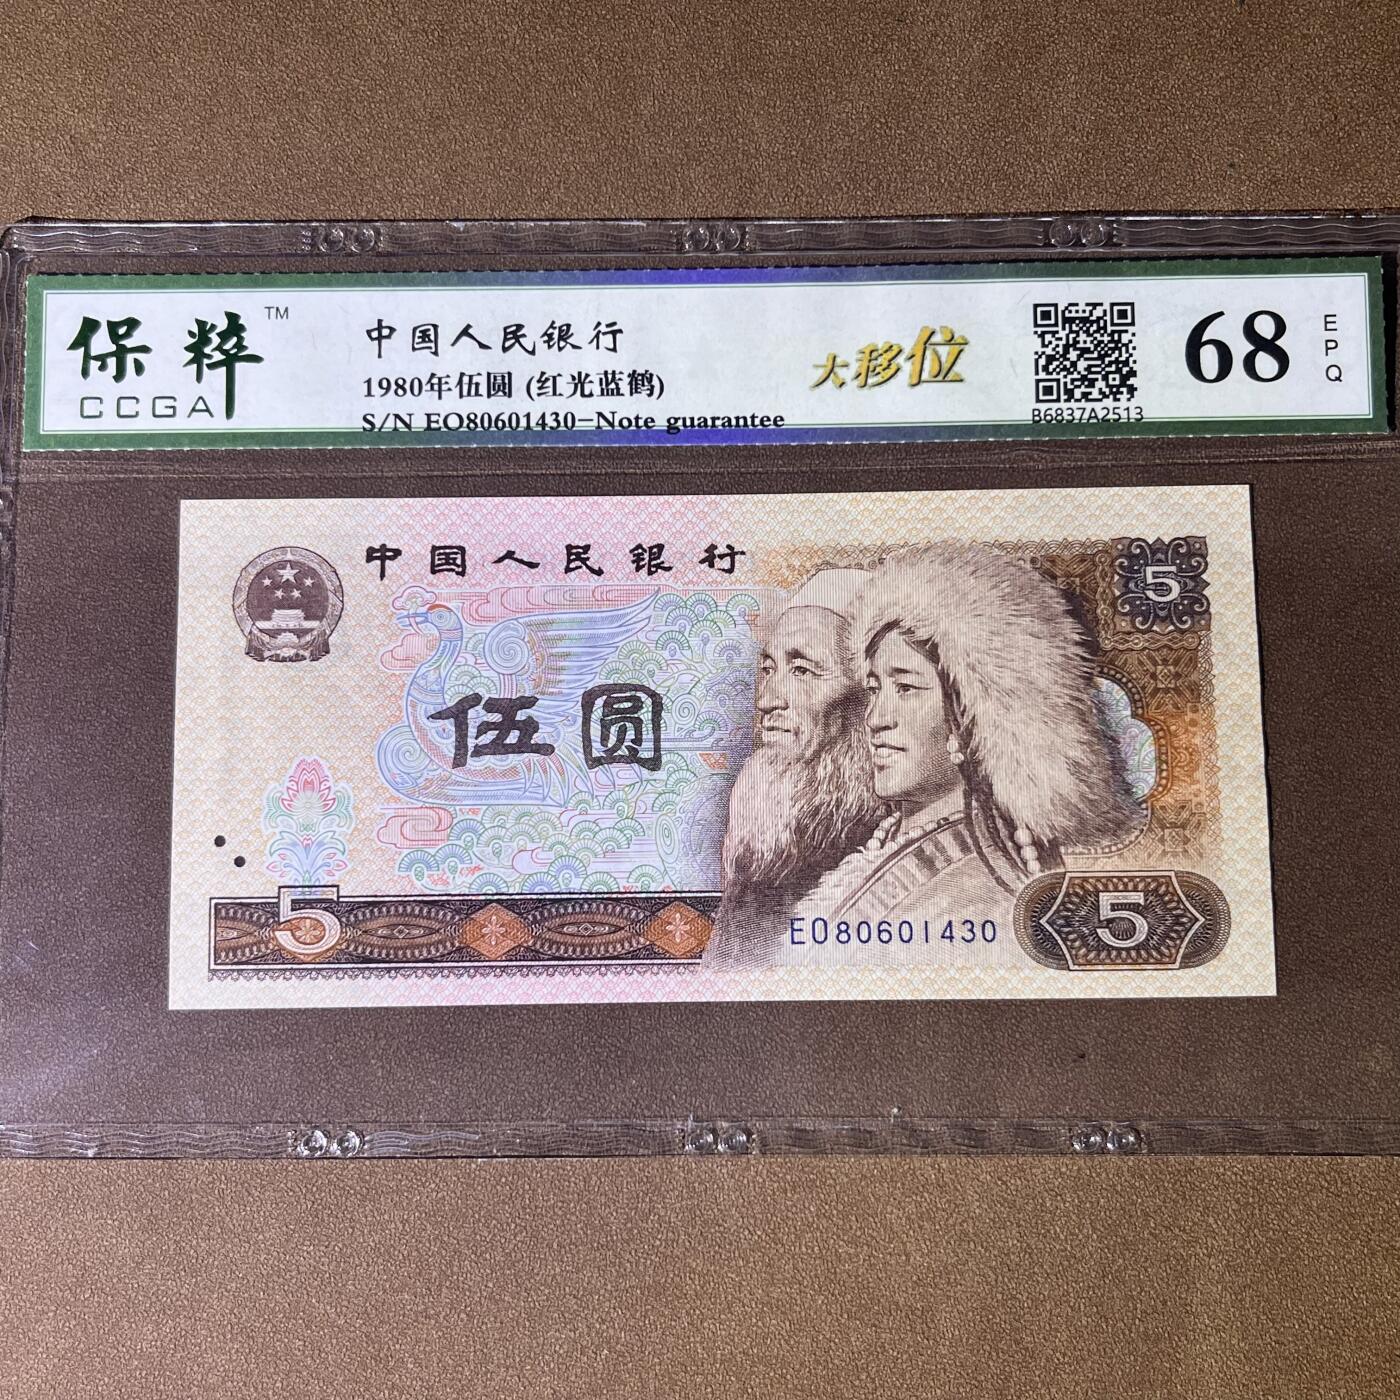 保粹™
CCGA
中国人民银行
1980年伍圆 (红光蓝鹤)
S/N EO80601430-Note guarantee
大移位
B6837A2513
68
EPQ
中国人民银行
5
伍圆
5
EO80601430
5